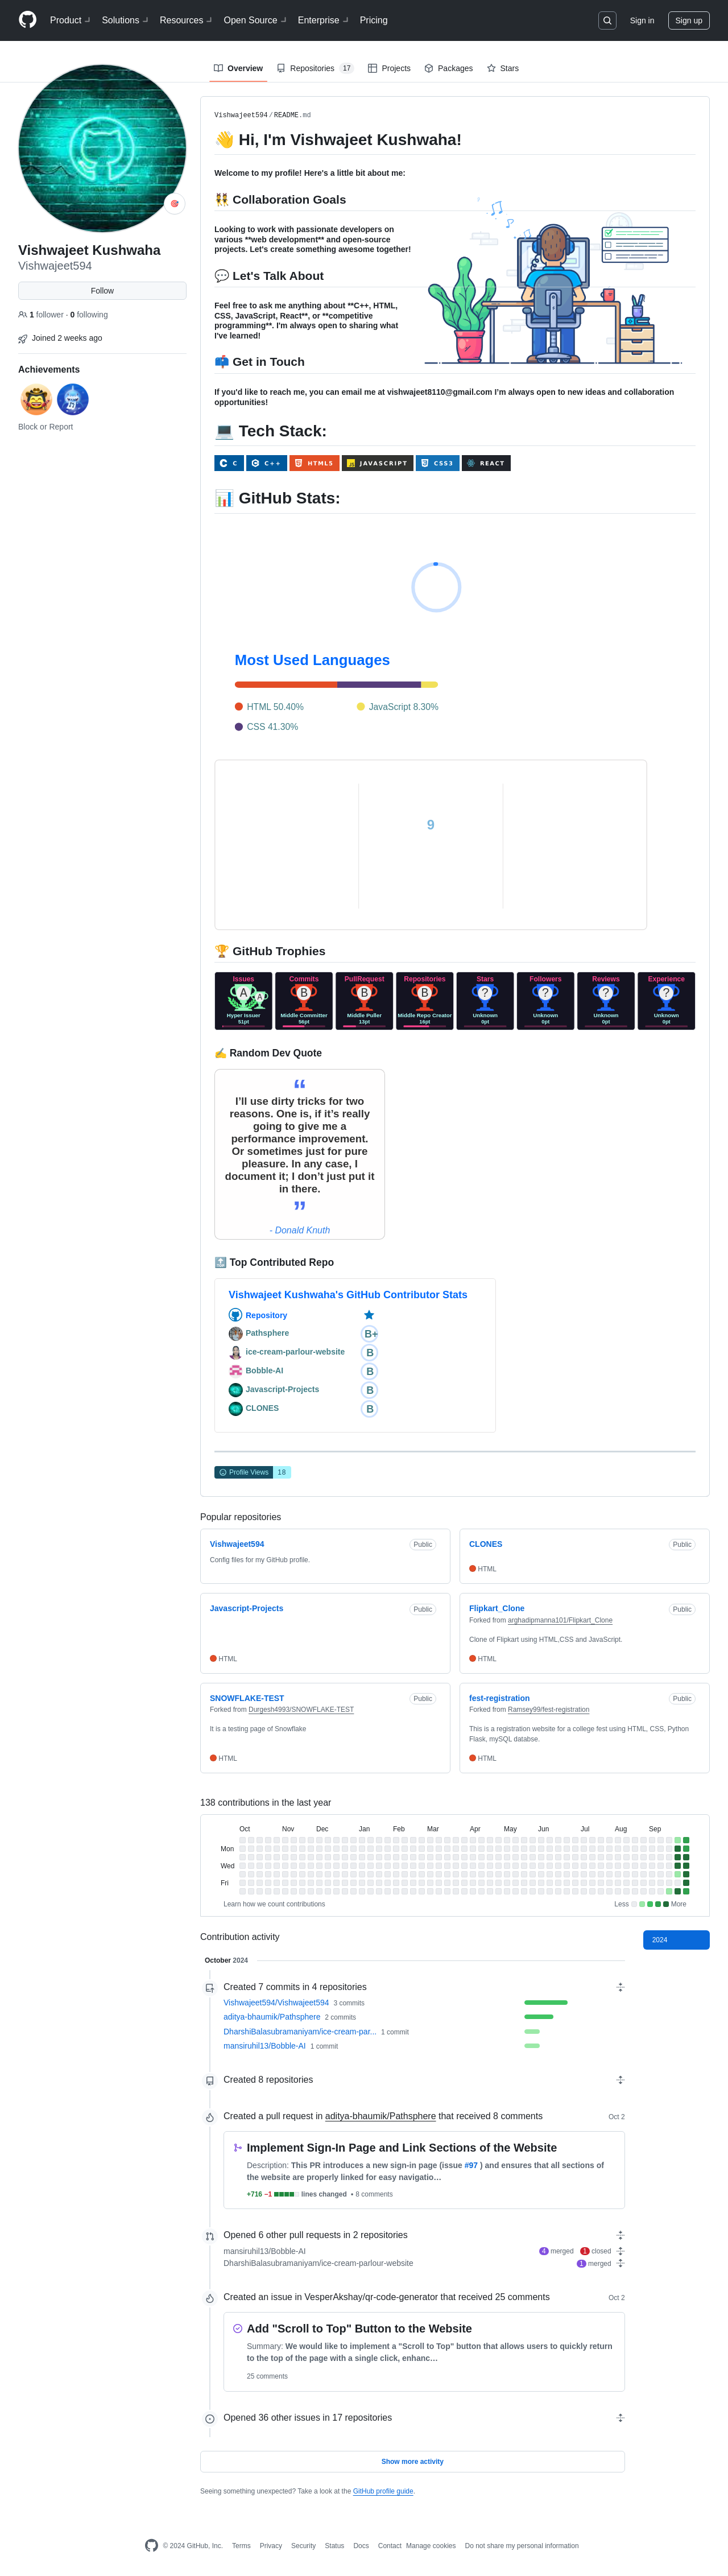 Product
Solutions
Resources
Open Source
Enterprise
Pricing
Sign in
Sign up
Overview
Repositories 17
Projects
Packages
Stars
Vishwajeet Kushwaha
Vishwajeet594
Follow
1 follower · 0 following
Joined 2 weeks ago
Achievements
Block or Report
Vishwajeet594 / README.md
👋 Hi, I'm Vishwajeet Kushwaha!
Welcome to my profile! Here's a little bit about me:
👯 Collaboration Goals
Looking to work with passionate developers on
various **web development** and open-source
projects. Let's create something awesome together!
💬 Let's Talk About
Feel free to ask me anything about **C++, HTML,
CSS, JavaScript, React**, or **competitive
programming**. I'm always open to sharing what
I've learned!
📫 Get in Touch
If you'd like to reach me, you can email me at vishwajeet8110@gmail.com I'm always open to new ideas and collaboration
opportunities!
💻 Tech Stack:
C C++ HTML5 JAVASCRIPT CSS3 REACT
📊 GitHub Stats:
Most Used Languages
HTML 50.40%
JavaScript 8.30%
CSS 41.30%
9
🏆 GitHub Trophies
Issues Commits PullRequest Repositories Stars Followers Reviews Experience
A A B B B ? ? ? ?
Hyper Issuer Middle Committer Middle Puller Middle Repo Creator Unknown Unknown Unknown Unknown
51pt 56pt 13pt 16pt 0pt 0pt 0pt 0pt
✍️ Random Dev Quote
“
I'll use dirty tricks for two
reasons. One is, if it's really
going to give me a
performance improvement.
Or sometimes just for pure
pleasure. In any case, I
document it; I don't just put it
in there.
”
- Donald Knuth
🔝 Top Contributed Repo
Vishwajeet Kushwaha's GitHub Contributor Stats
Repository
Pathsphere B+
ice-cream-parlour-website B
Bobble-AI B
Javascript-Projects B
CLONES B
Profile Views 18
Popular repositories
Vishwajeet594 Public
Config files for my GitHub profile.
CLONES Public
HTML
Javascript-Projects Public
HTML
Flipkart_Clone Public
Forked from arghadipmanna101/Flipkart_Clone
Clone of Flipkart using HTML,CSS and JavaScript.
HTML
SNOWFLAKE-TEST Public
Forked from Durgesh4993/SNOWFLAKE-TEST
It is a testing page of Snowflake
HTML
fest-registration Public
Forked from Ramsey99/fest-registration
This is a registration website for a college fest using HTML, CSS, Python
Flask, mySQL databse.
HTML
138 contributions in the last year
Oct Nov Dec Jan Feb Mar Apr May Jun Jul Aug Sep
Mon
Wed
Fri
Learn how we count contributions
Less More
Contribution activity
2024
October 2024
Created 7 commits in 4 repositories
Vishwajeet594/Vishwajeet594 3 commits
aditya-bhaumik/Pathsphere 2 commits
DharshiBalasubramaniyam/ice-cream-par... 1 commit
mansiruhil13/Bobble-AI 1 commit
Created 8 repositories
Created a pull request in aditya-bhaumik/Pathsphere that received 8 comments
Oct 2
Implement Sign-In Page and Link Sections of the Website
Description: This PR introduces a new sign-in page (issue #97 ) and ensures that all sections of
the website are properly linked for easy navigatio…
+716 −1 lines changed • 8 comments
Opened 6 other pull requests in 2 repositories
mansiruhil13/Bobble-AI 4 merged 1 closed
DharshiBalasubramaniyam/ice-cream-parlour-website 1 merged
Created an issue in VesperAkshay/qr-code-generator that received 25 comments
Oct 2
Add "Scroll to Top" Button to the Website
Summary: We would like to implement a "Scroll to Top" button that allows users to quickly return
to the top of the page with a single click, enhanc…
25 comments
Opened 36 other issues in 17 repositories
Show more activity
Seeing something unexpected? Take a look at the GitHub profile guide.
© 2024 GitHub, Inc.
Terms
Privacy
Security
Status
Docs
Contact
Manage cookies
Do not share my personal information